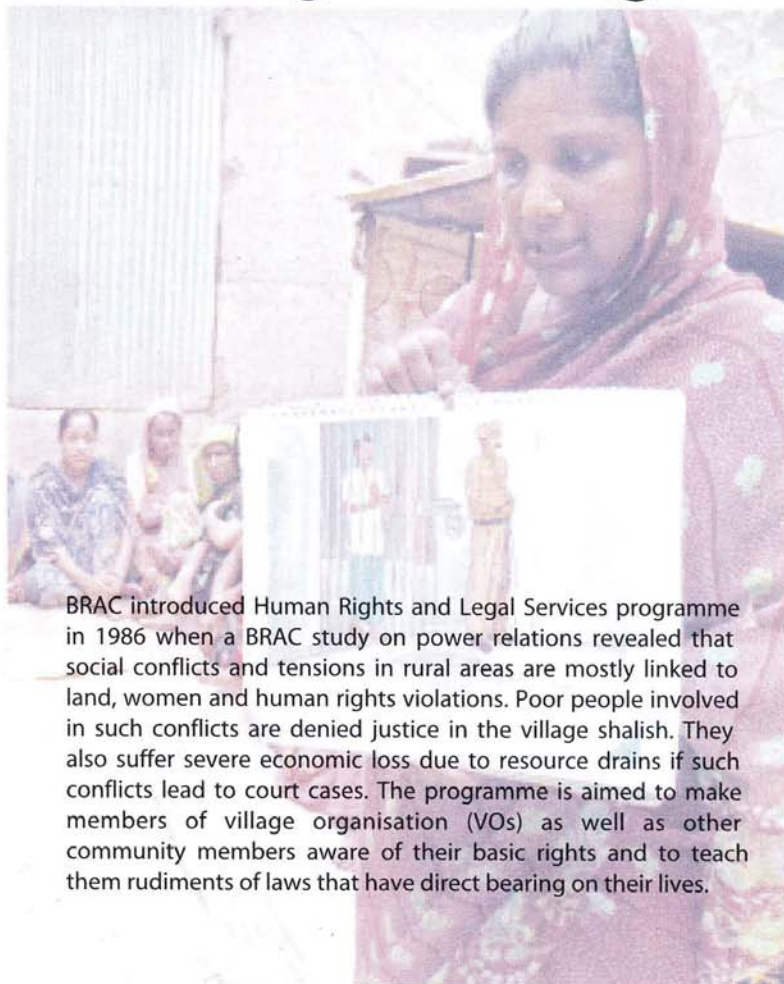 BRAC introduced Human Rights and Legal Services programme
in 1986 when a BRAC study on power relations revealed that
social conflicts and tensions in rural areas are mostly linked to
land, women and human rights violations. Poor people involved
in such conflicts are denied justice in the village shalish. They
also suffer severe economic loss due to resource drains if such
conflicts lead to court cases. The programme is aimed to make
members of village organisation (VOs) as well as other
community members aware of their basic rights and to teach
them rudiments of laws that have direct bearing on their lives.